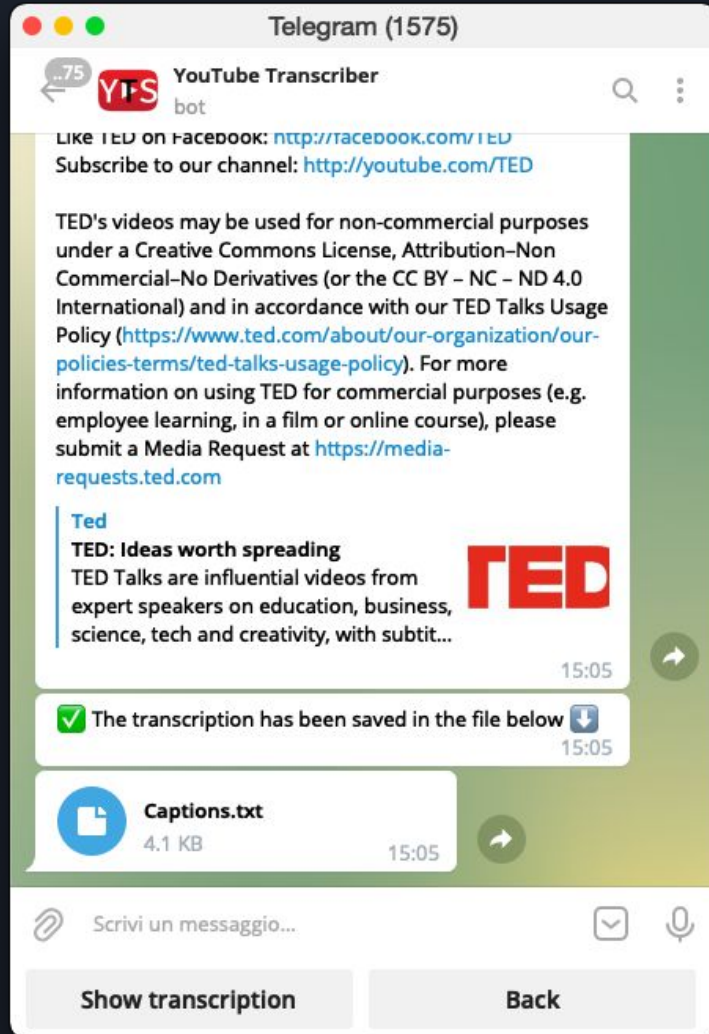 Telegram (1575)
..75
YTS
YouTube Transcriber
bot
Like TED on Facebook: http://facebook.com/TED
Subscribe to our channel: http://youtube.com/TED
TED's videos may be used for non-commercial purposes
under a Creative Commons License, Attribution–Non
Commercial–No Derivatives (or the CC BY – NC – ND 4.0
International) and in accordance with our TED Talks Usage
Policy (https://www.ted.com/about/our-organization/our-
policies-terms/ted-talks-usage-policy). For more
information on using TED for commercial purposes (e.g.
employee learning, in a film or online course), please
submit a Media Request at https://media-
requests.ted.com
Ted
TED: Ideas worth spreading
TED Talks are influential videos from
expert speakers on education, business,
science, tech and creativity, with subtit...
TED
15:05
✅ The transcription has been saved in the file below ⬇️
15:05
Captions.txt
4.1 KB
15:05
Scrivi un messaggio...
Show transcription
Back